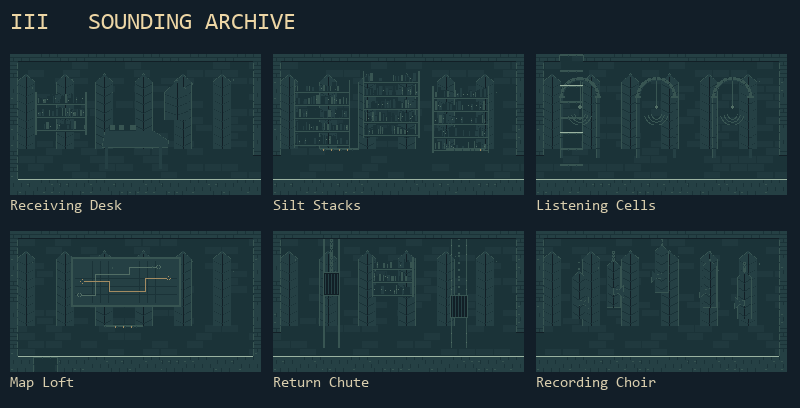 III SOUNDING ARCHIVE
Receiving Desk
Silt Stacks
Listening Cells
Map Loft
Return Chute
Recording Choir